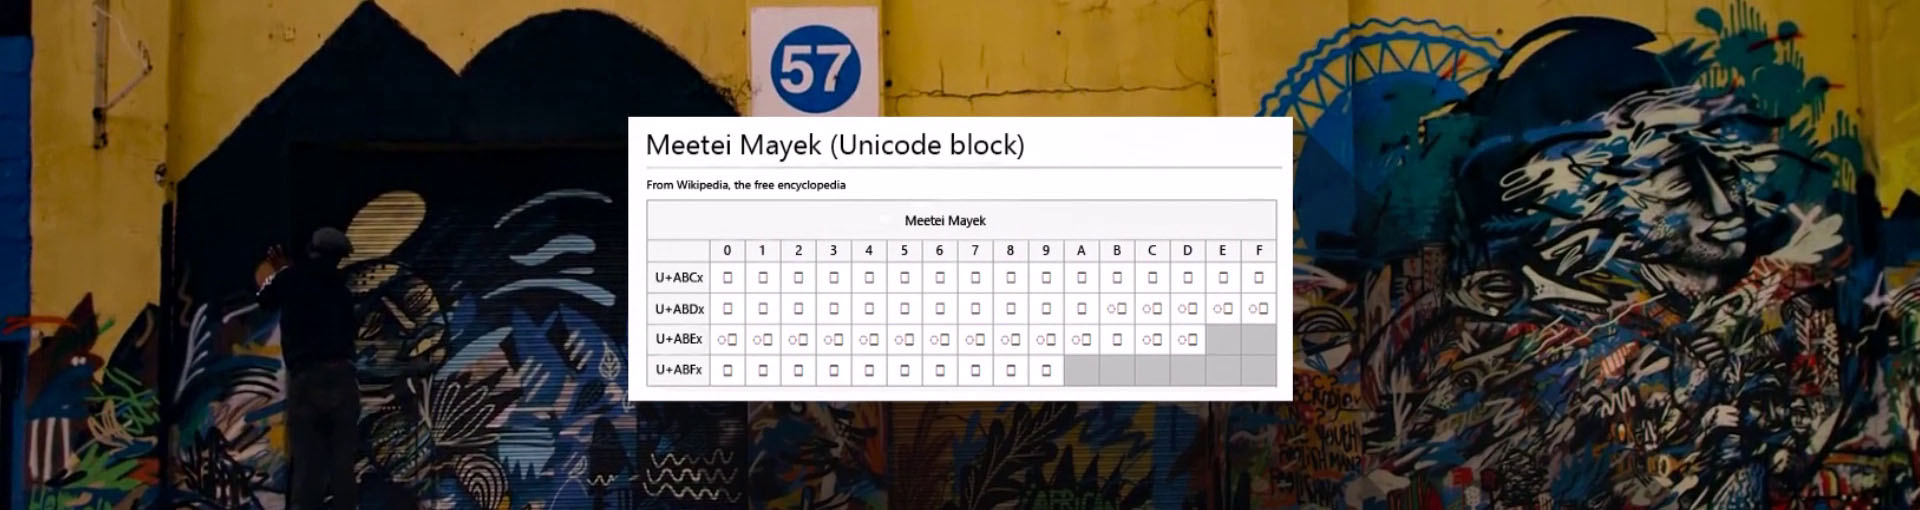 57
Meetei Mayek (Unicode block)
From Wikipedia, the free encyclopedia
Meetei Mayek
0 1 2 3 4 5 6 7 8 9 A B C D E F
U+ABCx
U+ABDx
U+ABEx
U+ABFx